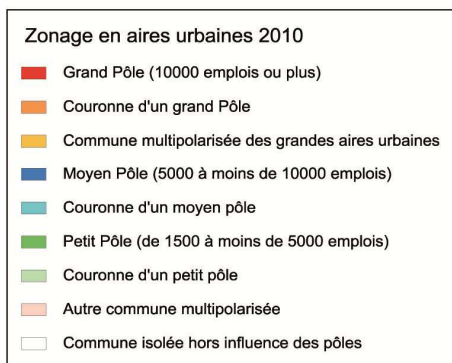 Zonage en aires urbaines 2010
Grand Pôle (10000 emplois ou plus)
Couronne d'un grand Pôle
Commune multipolarisée des grandes aires urbaines
Moyen Pôle (5000 à moins de 10000 emplois)
Couronne d'un moyen pôle
Petit Pôle (de 1500 à moins de 5000 emplois)
Couronne d'un petit pôle
Autre commune multipolarisée
Commune isolée hors influence des pôles